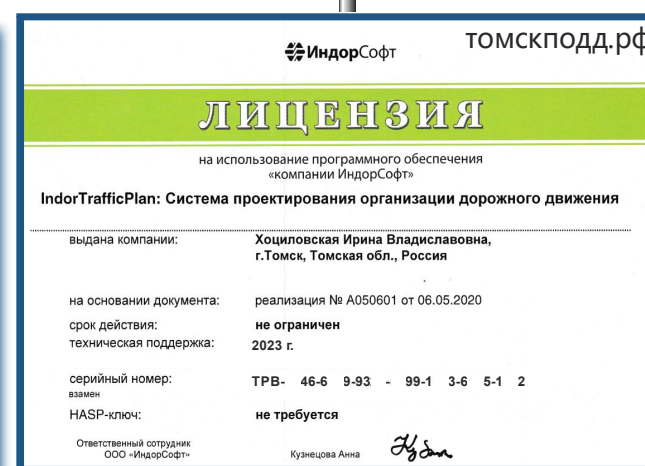 ИндорСофт
томскподд.рф
ЛИЦЕНЗИЯ
на использование программного обеспечения
«компании ИндорСофт»
IndorTrafficPlan: Система проектирования организации дорожного движения
выдана компании: Хоциловская Ирина Владиславовна,
г.Томск, Томская обл., Россия
на основании документа: реализация № А050601 от 06.05.2020
срок действия: не ограничен
техническая поддержка: 2023 г.
серийный номер: ТРВ- 46-6 9-93 - 99-1 3-6 5-1 2
взамен
HASP-ключ: не требуется
Ответственный сотрудник
ООО «ИндорСофт» Кузнецова Анна